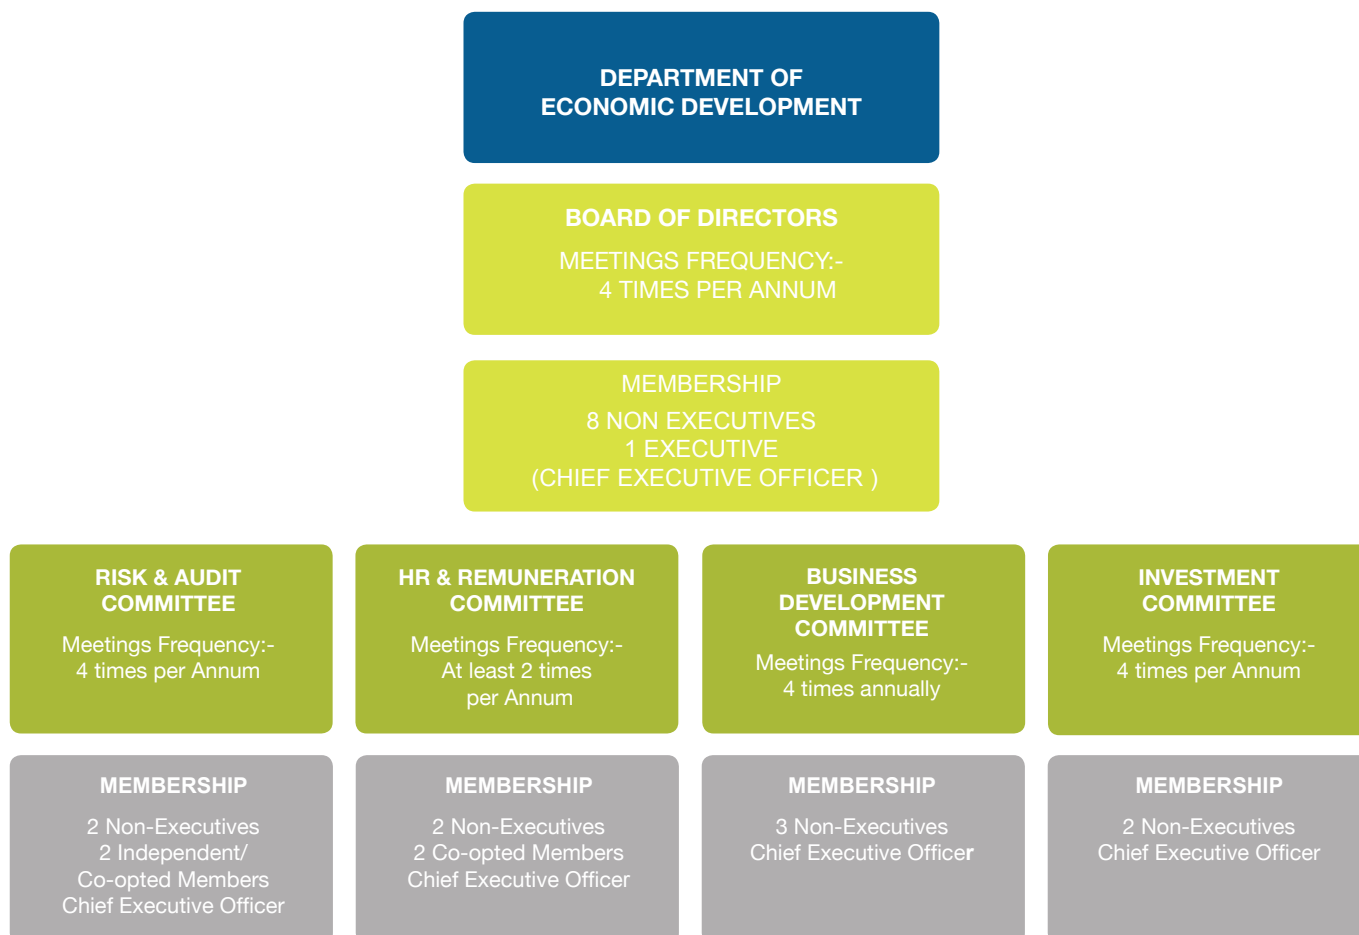 DEPARTMENT OF
ECONOMIC DEVELOPMENT
BOARD OF DIRECTORS
MEETINGS FREQUENCY:-
4 TIMES PER ANNUM
MEMBERSHIP
8 NON EXECUTIVES
1 EXECUTIVE
(CHIEF EXECUTIVE OFFICER )
RISK & AUDIT
COMMITTEE
Meetings Frequency:-
4 times per Annum
HR & REMUNERATION
COMMITTEE
Meetings Frequency:-
At least 2 times
per Annum
BUSINESS
DEVELOPMENT
COMMITTEE
Meetings Frequency:-
4 times annually
INVESTMENT
COMMITTEE
Meetings Frequency:-
4 times per Annum
MEMBERSHIP
2 Non-Executives
2 Independent/
Co-opted Members
Chief Executive Officer
MEMBERSHIP
2 Non-Executives
2 Co-opted Members
Chief Executive Officer
MEMBERSHIP
3 Non-Executives
Chief Executive Officer
MEMBERSHIP
2 Non-Executives
Chief Executive Officer